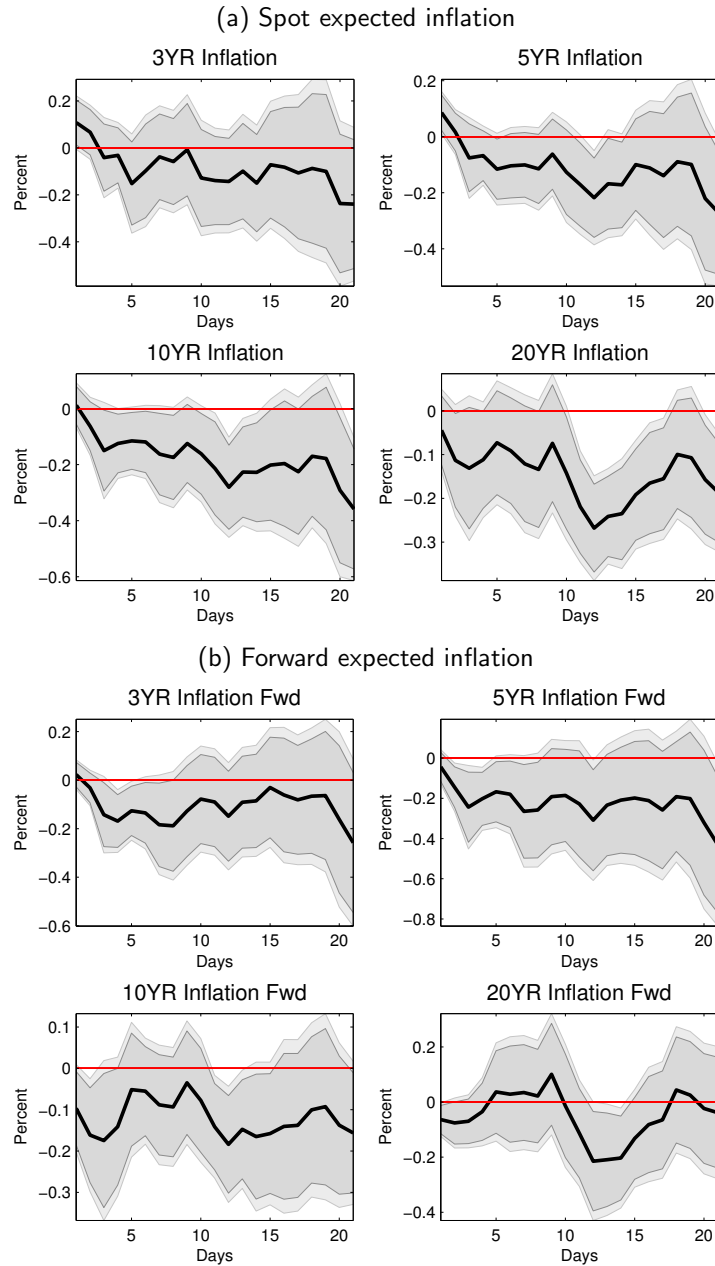 (a) Spot expected inflation
3YR Inflation
5YR Inflation
0.2
0
−0.2
−0.4
Percent
5
10
15
20
Days
0.2
0
−0.2
−0.4
Percent
5
10
15
20
Days
10YR Inflation
20YR Inflation
0
−0.2
−0.4
−0.6
Percent
5
10
15
20
Days
0
−0.1
−0.2
−0.3
Percent
5
10
15
20
Days
(b) Forward expected inflation
3YR Inflation Fwd
5YR Inflation Fwd
0.2
0
−0.2
−0.4
−0.6
Percent
5
10
15
20
Days
0
−0.2
−0.4
−0.6
−0.8
Percent
5
10
15
20
Days
10YR Inflation Fwd
20YR Inflation Fwd
0.1
0
−0.1
−0.2
−0.3
Percent
5
10
15
20
Days
0.2
0
−0.2
−0.4
Percent
5
10
15
20
Days